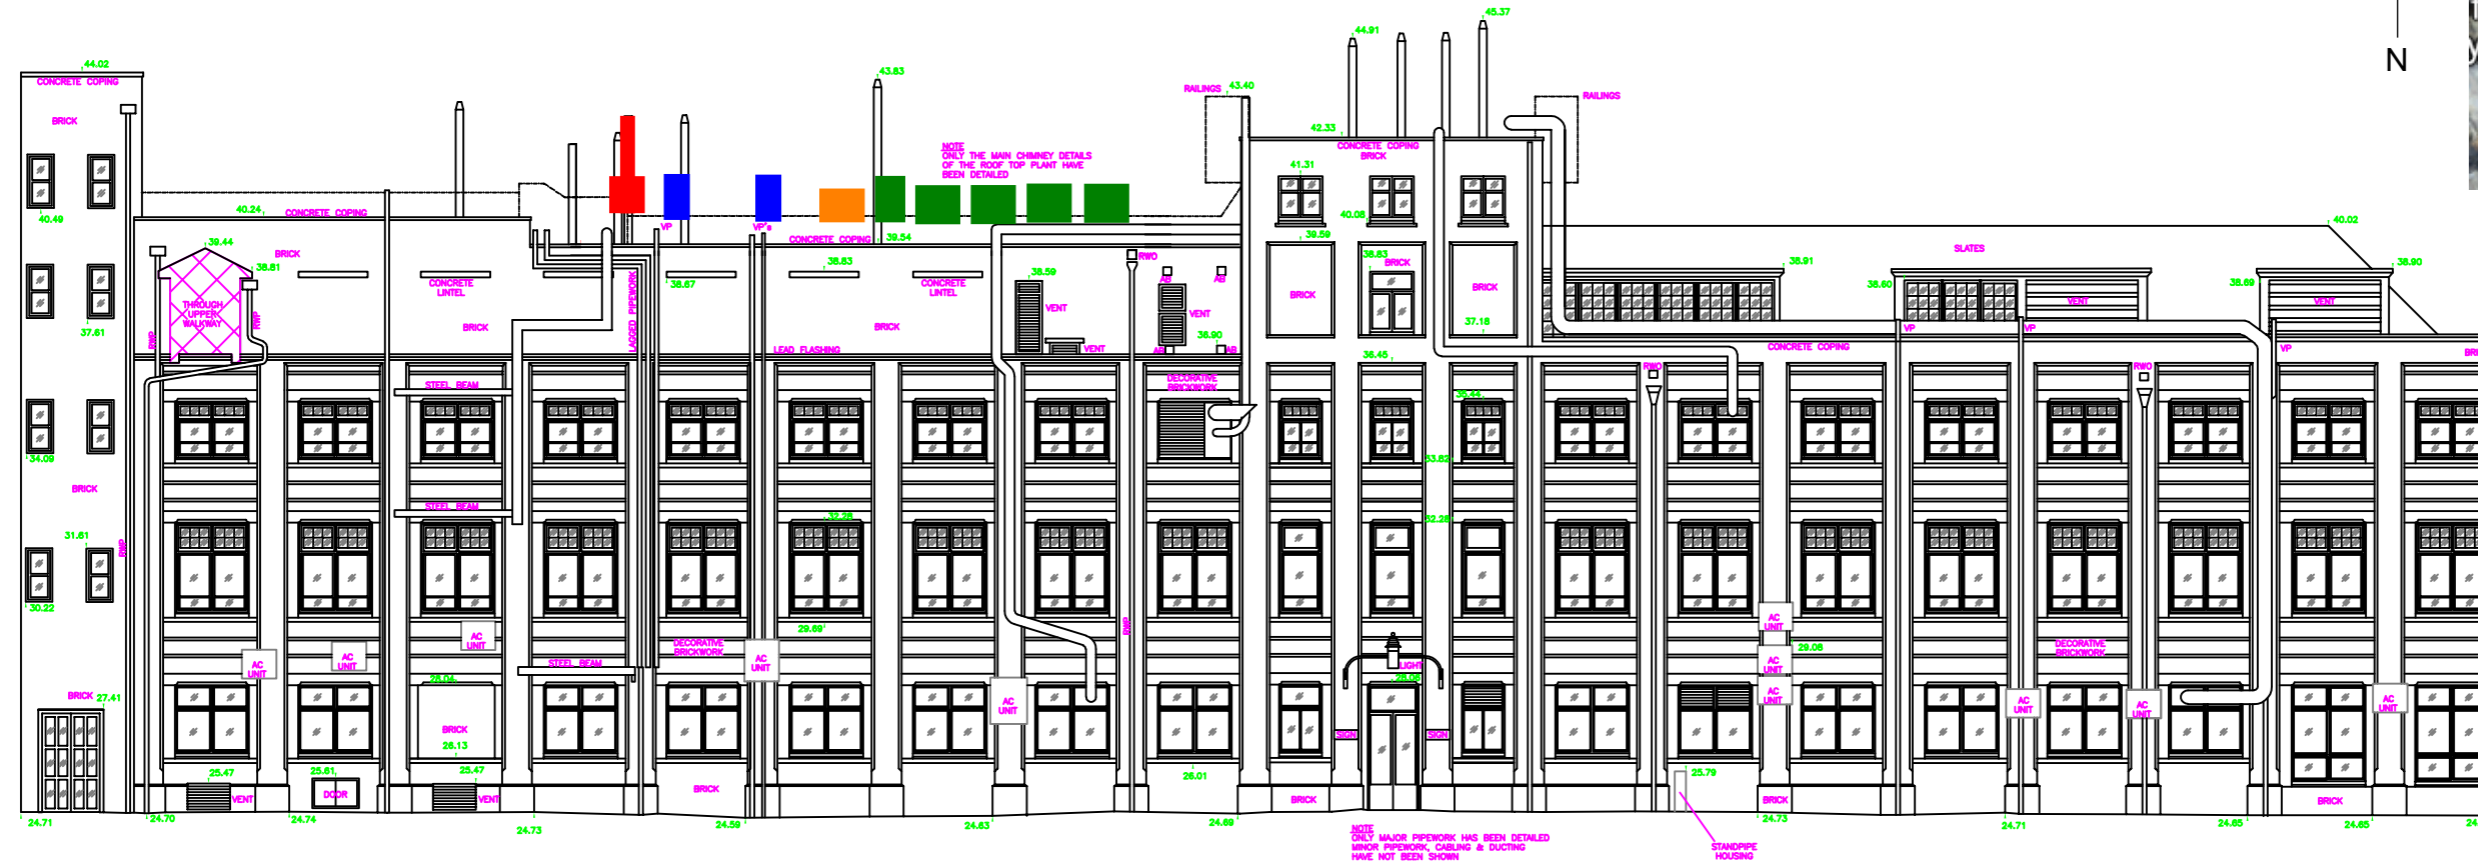 N
44.02
CONCRETE COPING
BRICK
40.49
37.61
34.09
BRICK
31.61
30.22
BRICK
27.41
24.71
40.24
CONCRETE COPING
39.44
BRICK
38.81
THROUGH
UPPER
WALKWAY
RWP
RWP
RWP
CONCRETE
LINTEL
BRICK
LAGGED PIPEWORK
38.67
VP
VP's
43.83
NOTE
ONLY THE MAIN CHIMNEY DETAILS
OF THE ROOF TOP PLANT HAVE
BEEN DETAILED
CONCRETE COPING
39.54
38.83
CONCRETE
LINTEL
BRICK
LEAD FLASHING
38.59
VENT
VENT
RWO
AB
AB
VENT
AB
AB
DECORATIVE
BRICKWORK
RAILINGS
43.40
44.91
45.37
RAILINGS
42.33
CONCRETE COPING
BRICK
41.31
40.08
39.59
38.83
BRICK
BRICK
BRICK
37.18
36.45
RWO
40.02
SLATES
38.91
38.60
VENT
38.69
38.90
VENT
VP
VP
VP
CONCRETE COPING
RWO
STEEL BEAM
STEEL BEAM
32.28
29.69
STEEL BEAM
DECORATIVE
BRICKWORK
AC
UNIT
AC
UNIT
AC
UNIT
AC
UNIT
AC
UNIT
RWP
BRICK
26.13
25.47
VENT
25.61
DOOR
25.47
VENT
BRICK
26.01
SIGN
SIGN
LIGHT
BRICK
AC
UNIT
AC
UNIT
AC
UNIT
29.08
DECORATIVE
BRICKWORK
AC
UNIT
AC
UNIT
AC
UNIT
25.79
BRICK
BRICK
24.70
24.74
24.73
24.59
24.63
24.69
24.73
24.71
24.65
24.65
NOTE
ONLY MAJOR PIPEWORK HAS BEEN DETAILED
MINOR PIPEWORK, CABLING & DUCTING
HAVE NOT BEEN SHOWN
STANDPIPE
HOUSING